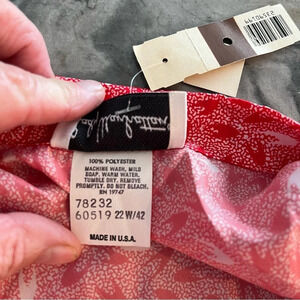 100% POLYESTER
MACHINE WASH, MILD
SOAP, WARM WATER,
TUMBLE DRY, REMOVE
PROMPTLY. DO NOT BLEACH.
RN 19747
78232
60519 22W/42
MADE IN U.S.A.